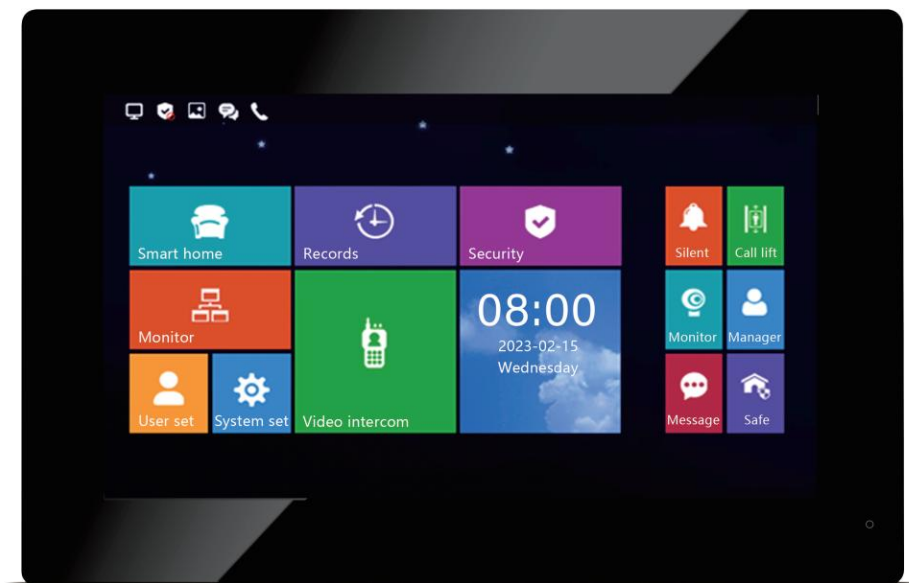 Smart home
Records
Security
Silent
Call lift
Monitor
08:00
2023-02-15
Wednesday
Monitor
Manager
User set
System set
Video intercom
Message
Safe